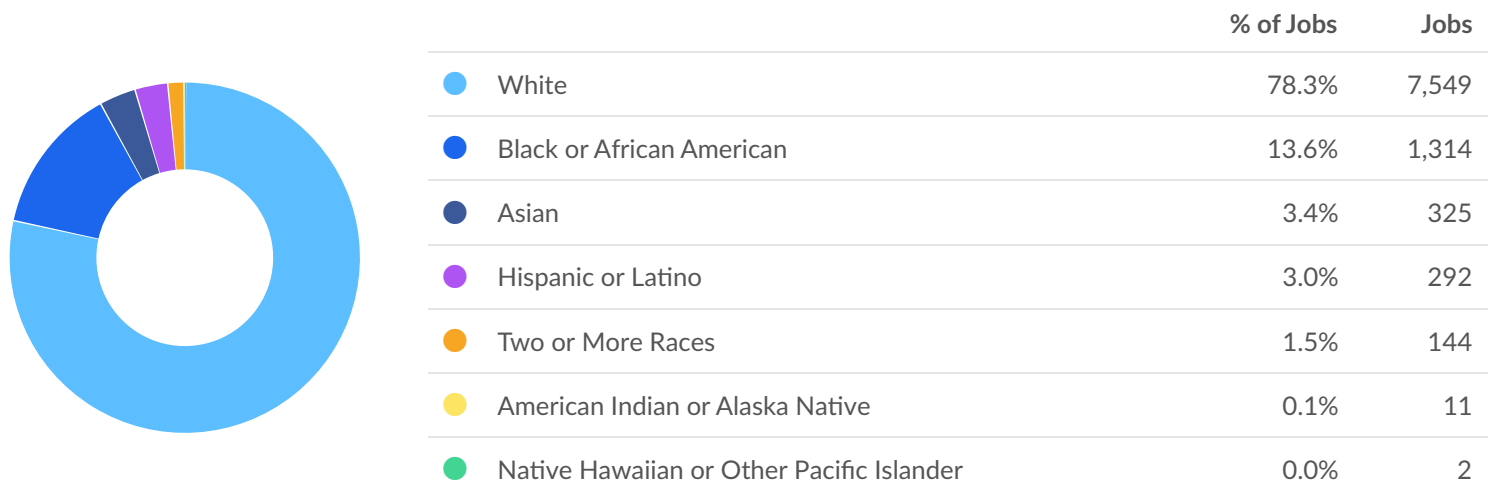 % of Jobs Jobs
White 78.3% 7,549
Black or African American 13.6% 1,314
Asian 3.4% 325
Hispanic or Latino 3.0% 292
Two or More Races 1.5% 144
American Indian or Alaska Native 0.1% 11
Native Hawaiian or Other Pacific Islander 0.0% 2